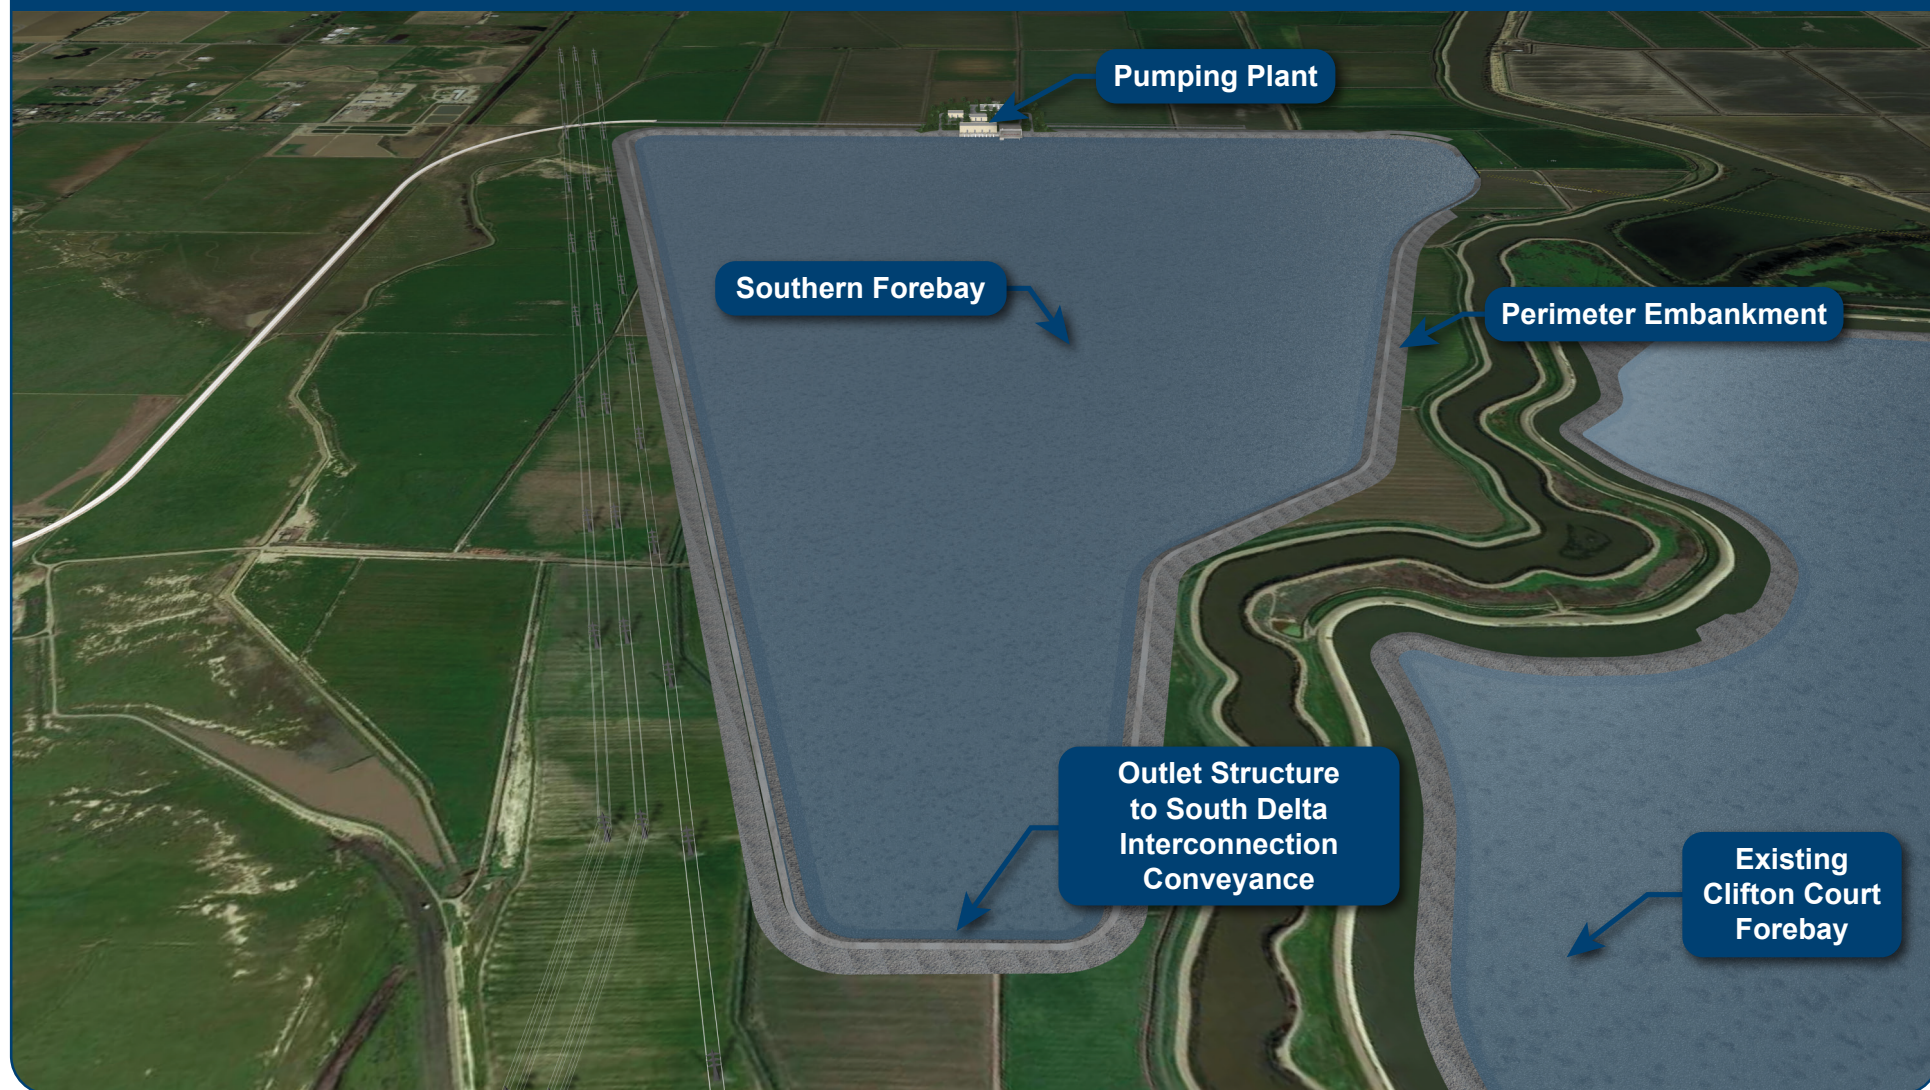 Pumping Plant
Southern Forebay
Perimeter Embankment
Outlet Structure
to South Delta
Interconnection
Conveyance
Existing
Clifton Court
Forebay